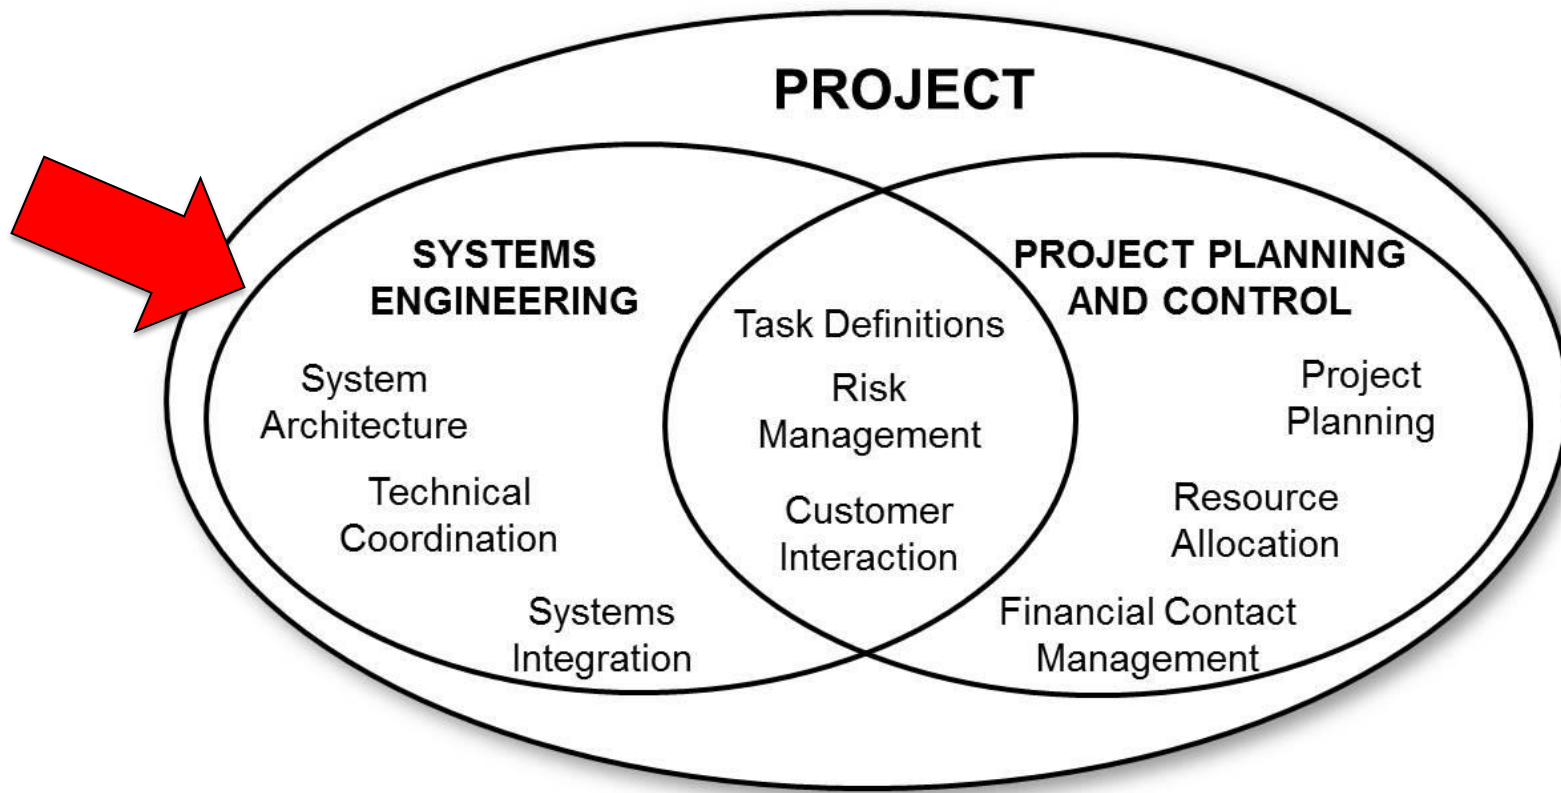 PROJECT
SYSTEMS
ENGINEERING
System
Architecture
Technical
Coordination
Systems
Integration
Task Definitions
Risk
Management
Customer
Interaction
PROJECT PLANNING
AND CONTROL
Project
Planning
Resource
Allocation
Financial Contact
Management